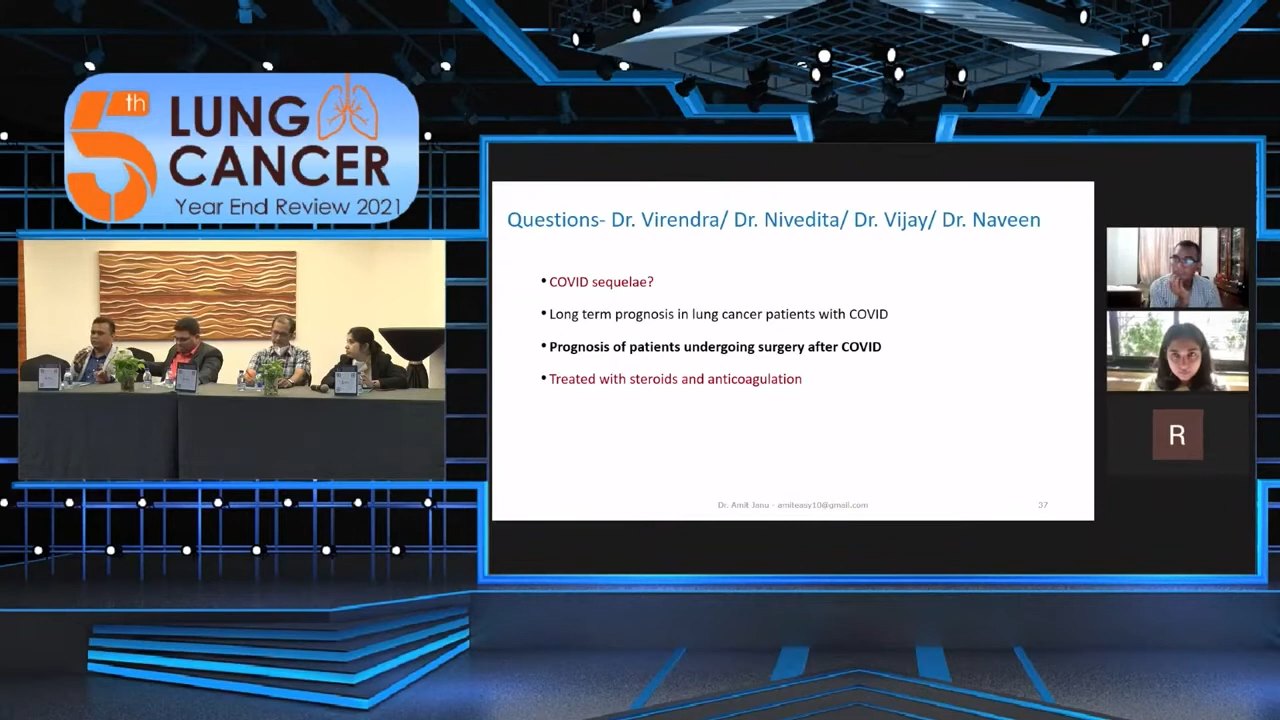 5th
LUNG
CANCER
Year End Review 2021
Questions- Dr. Virendra/ Dr. Nivedita/ Dr. Vijay/ Dr. Naveen
•COVID sequelae?
•Long term prognosis in lung cancer patients with COVID
•Prognosis of patients undergoing surgery after COVID
•Treated with steroids and anticoagulation
Dr. Amit Janu - amiteasy10@gmail.com
37
R